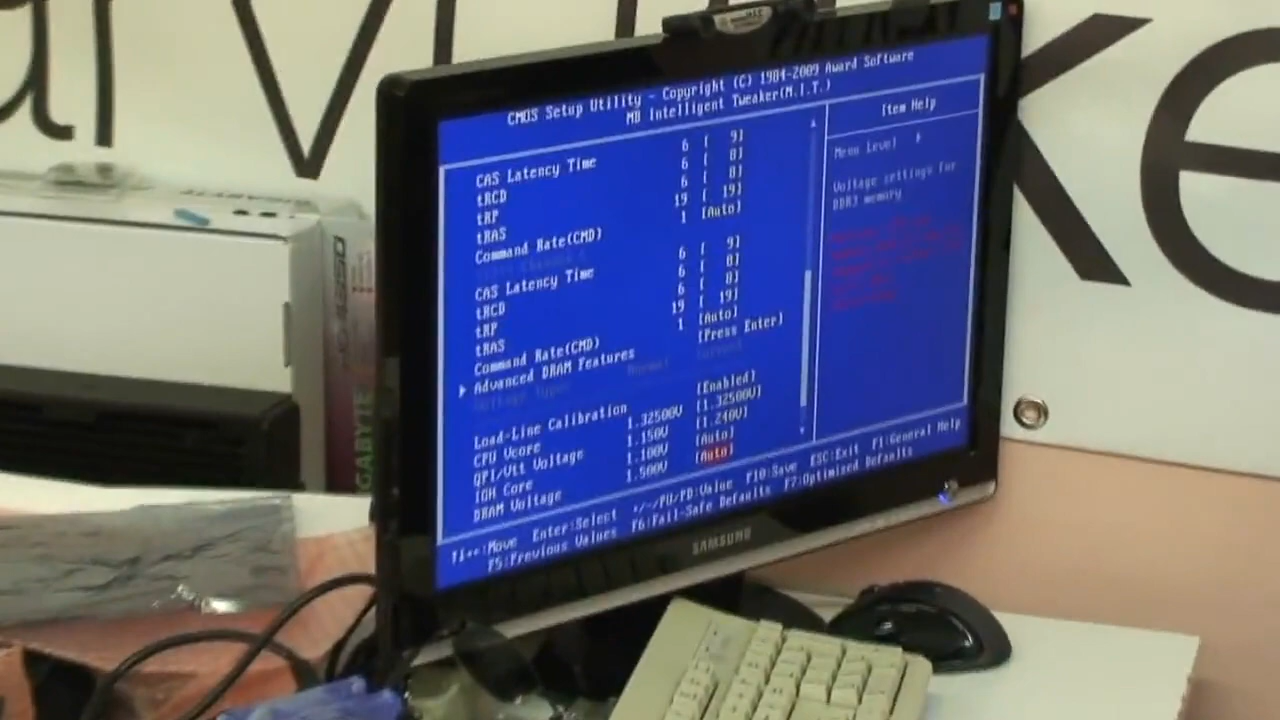 CMOS Setup Utility - Copyright (C) 1984-2009 Award Software
MB Intelligent Tweaker(M.I.T.)
CAS Latency Time 6 [ 9]
tRCD 6 [ 8]
tRP 6 [ 8]
tRAS 19 [ 19]
Command Rate(CMD) 1 [Auto]
CAS Latency Time 6 [ 9]
tRCD 6 [ 8]
tRP 6 [ 8]
tRAS 19 [ 19]
Command Rate(CMD) 1 [Auto]
Advanced DRAM Features [Press Enter]
Load-Line Calibration [Enabled]
CPU Vcore 1.32500V [1.32500V]
QPI/Vtt Voltage 1.150V [1.240V]
IOH Core 1.100V [Auto]
DRAM Voltage 1.500V [Auto]
Item Help
Menu Level
Voltage settings for
DDR3 memory
Move Enter:Select +/-/PU/PD:Value F10:Save ESC:Exit F1:General Help
F5:Previous Values F6:Fail-Safe Defaults F7:Optimized Defaults
SAMSUNG
GIGABYTE